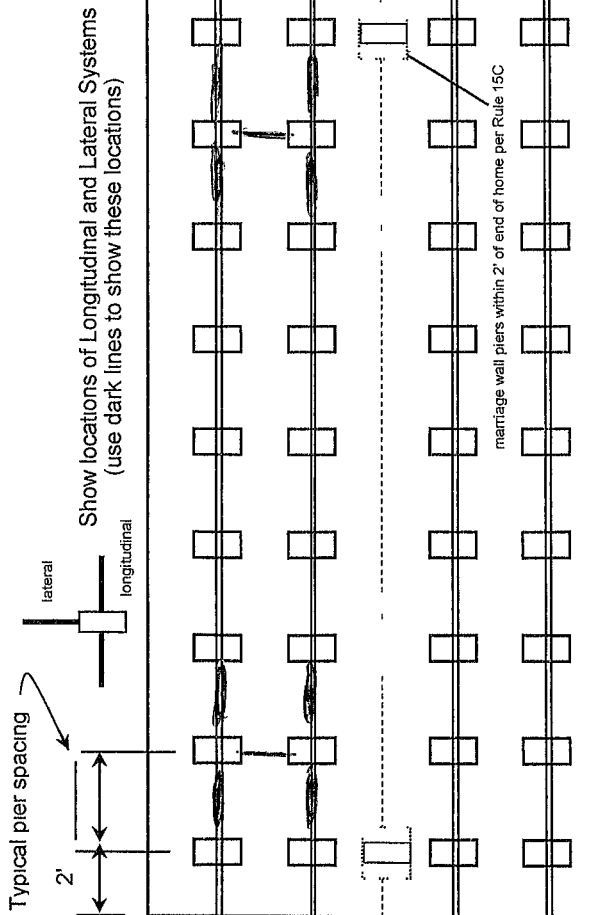 Typical pier spacing
2'
lateral
longitudinal
Show locations of Longitudinal and Lateral Systems
(use dark lines to show these locations)
marriage wall piers within 2' of end of home per Rule 15C